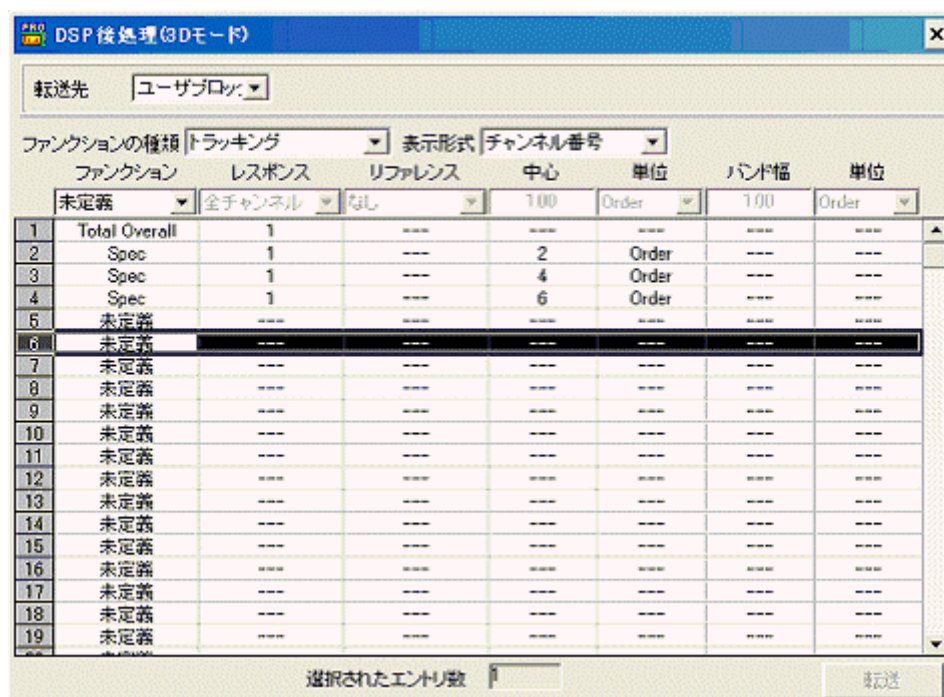 DSP後処理(3Dモード)
転送先 ユーザブロッ
ファンクションの種類 トラッキング 表示形式 チャンネル番号
ファンクション レスポンス リファレンス 中心 単位 バンド幅 単位
未定義 全チャンネル なし 1.00 Order 1.00 Order
1 Total Overall 1 --- --- --- --- ---
2 Spec 1 --- 2 Order --- ---
3 Spec 1 --- 4 Order --- ---
4 Spec 1 --- 6 Order --- ---
5 未定義 --- --- --- --- --- ---
6 未定義 --- --- --- --- --- ---
7 未定義 --- --- --- --- --- ---
8 未定義 --- --- --- --- --- ---
9 未定義 --- --- --- --- --- ---
10 未定義 --- --- --- --- --- ---
11 未定義 --- --- --- --- --- ---
12 未定義 --- --- --- --- --- ---
13 未定義 --- --- --- --- --- ---
14 未定義 --- --- --- --- --- ---
15 未定義 --- --- --- --- --- ---
16 未定義 --- --- --- --- --- ---
17 未定義 --- --- --- --- --- ---
18 未定義 --- --- --- --- --- ---
19 未定義 --- --- --- --- --- ---
選択されたエントリ数 転送